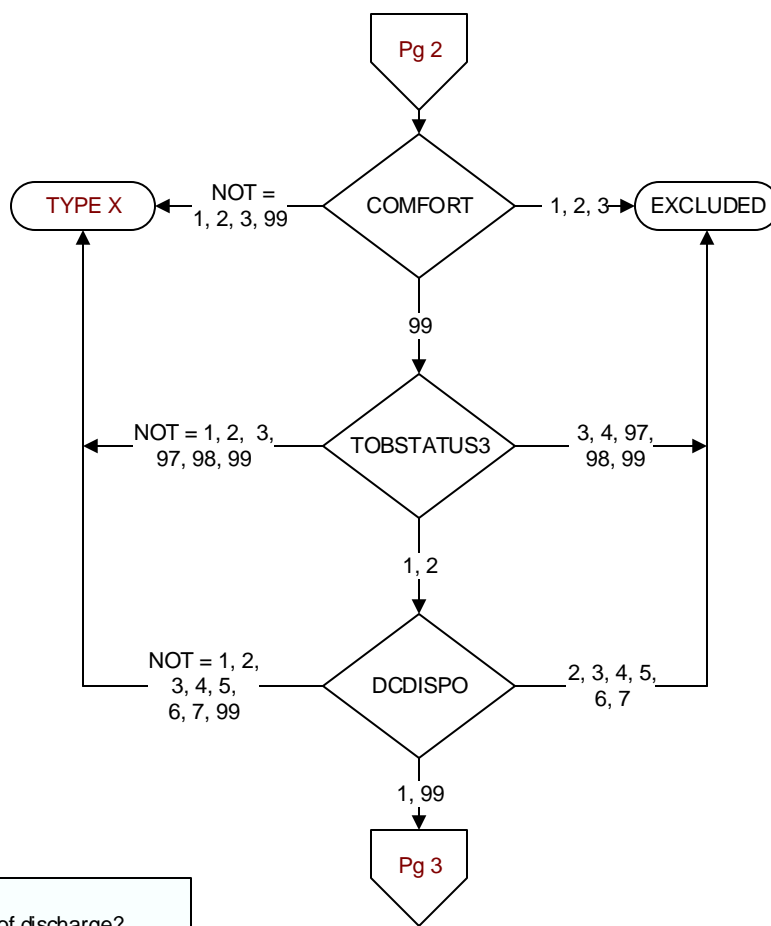 Pg 2
TYPE X
NOT =
1, 2, 3, 99
COMFORT
1, 2, 3
EXCLUDED
99
NOT = 1, 2, 3,
97, 98, 99
TOBSTATUS3
3, 4, 97,
98, 99
1, 2
NOT = 1, 2,
3, 4, 5,
6, 7, 99
DCDISPO
2, 3, 4, 5,
6, 7
1, 99
Pg 3
of discharge?